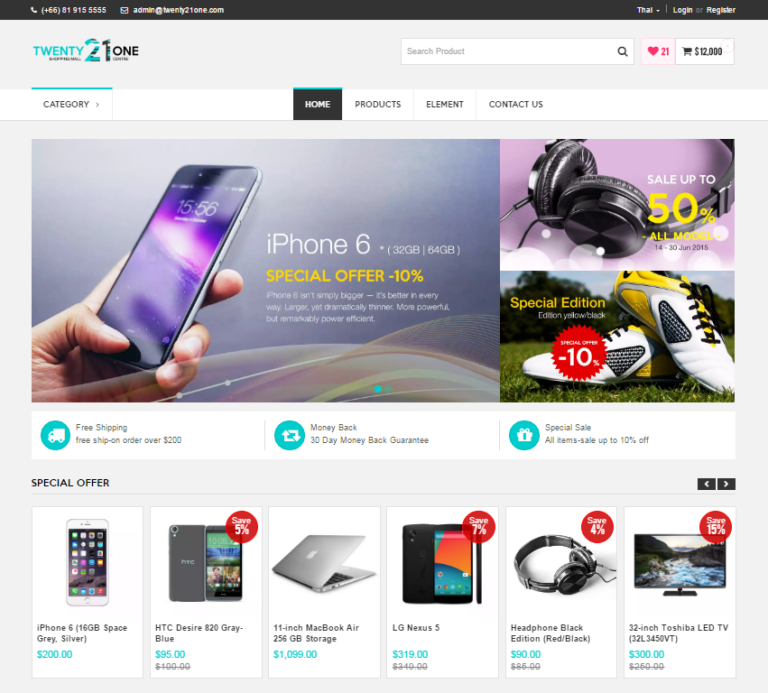 (+66) 81 915 5555
admin@twenty21one.com
Thai
Login or Register
TWENTY 21 ONE
SHOPPING MALL CENTRE
Search Product
21
$12,000
CATEGORY
HOME
PRODUCTS
ELEMENT
CONTACT US
15:56
iPhone 6 * ( 32GB | 64GB )
SPECIAL OFFER -10%
iPhone 6 isn't simply bigger — it's better in every
way. Larger, yet dramatically thinner. More powerful,
but remarkably power efficient.
SALE UP TO
50%
- ALL MODEL -
14 - 30 Jun 2015
Special Edition
Edition yellow/black
SPECIAL OFFER
-10%
Free Shipping
free ship-on order over $200
Money Back
30 Day Money Back Guarantee
Special Sale
All items-sale up to 10% off
SPECIAL OFFER
iPhone 6 (16GB Space
Grey, Silver)
$200.00
Save
5%
hTC
HTC Desire 820 Gray-
Blue
$95.00
$100.00
11-inch MacBook Air
256 GB Storage
$1,099.00
Save
7%
LG Nexus 5
$319.00
$340.00
Save
4%
Headphone Black
Edition (Red/Black)
$90.00
$85.00
Save
15%
32-inch Toshiba LED TV
(32L3450VT)
$300.00
$250.00